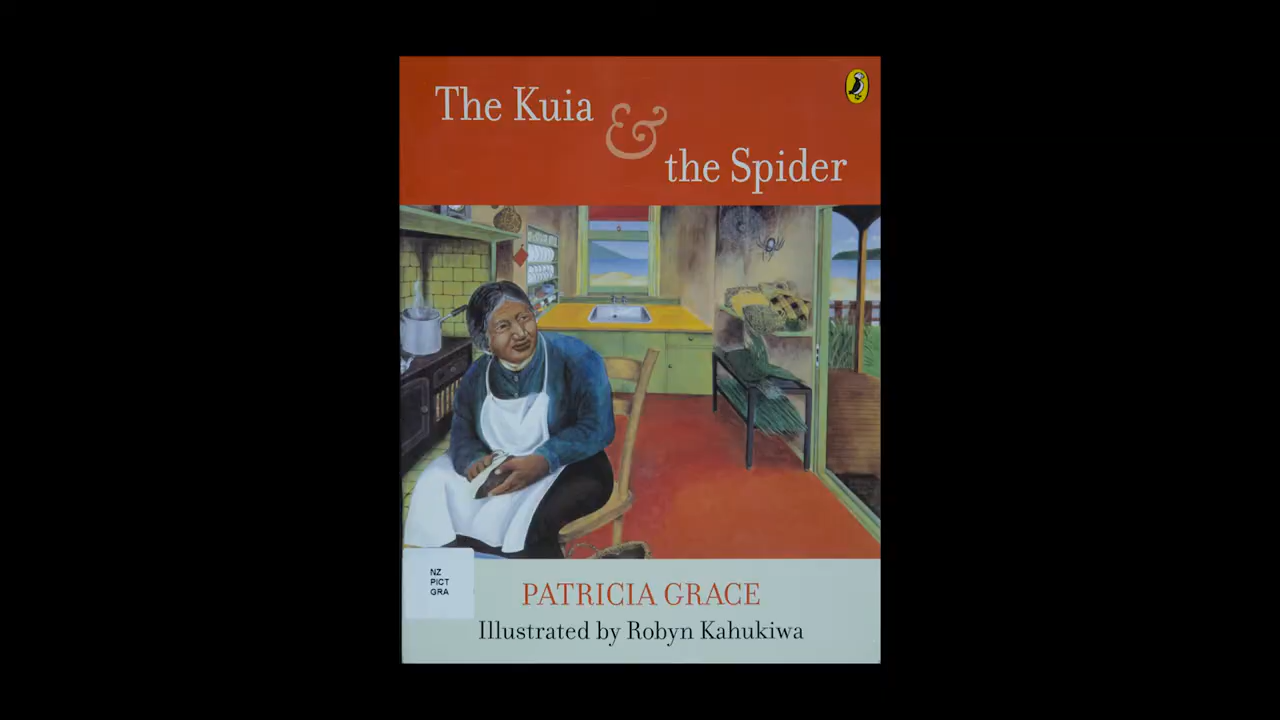 The Kuia
&
the Spider
NZ
PICT
GRA
PATRICIA GRACE
Illustrated by Robyn Kahukiwa